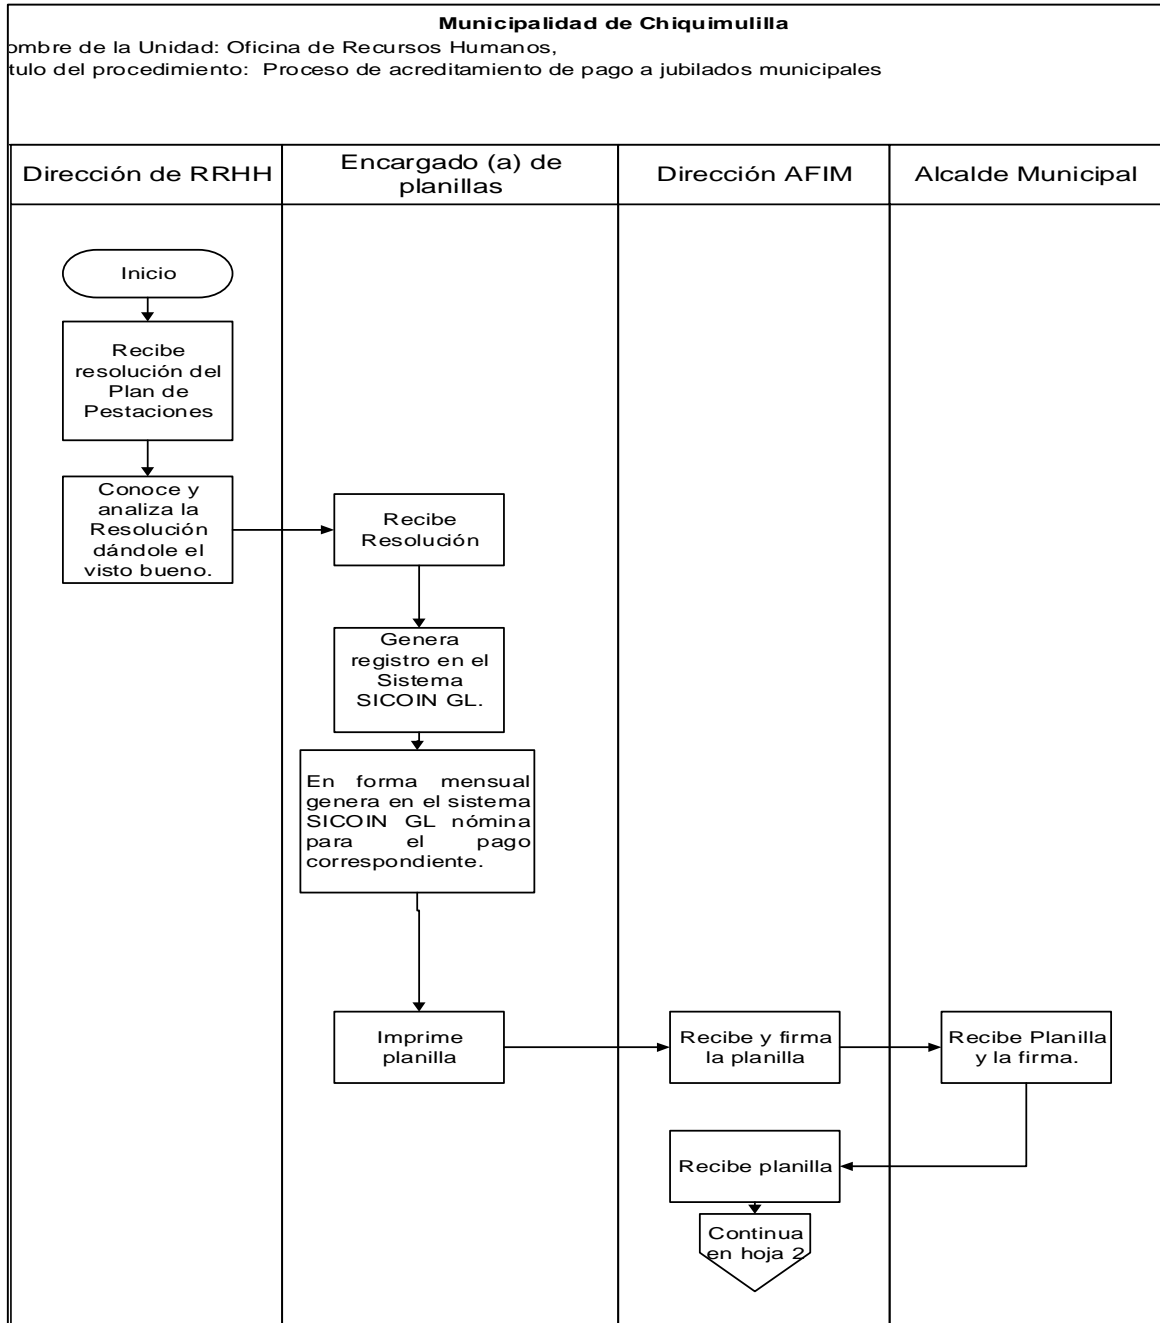 Municipalidad de Chiquimulilla
ombre de la Unidad: Oficina de Recursos Humanos,
tulo del procedimiento: Proceso de acreditamiento de pago a jubilados municipales
Dirección de RRHH
Encargado (a) de
planillas
Dirección AFIM
Alcalde Municipal
Inicio
Recibe
resolución del
Plan de
Pestaciones
Conoce y
analiza la
Resolución
dándole el
visto bueno.
Recibe
Resolución
Genera
registro en el
Sistema
SICOIN GL.
En forma mensual
genera en el sistema
SICOIN GL nómina
para el pago
correspondiente.
Imprime
planilla
Recibe y firma
la planilla
Recibe Planilla
y la firma.
Recibe planilla
Continua
en hoja 2